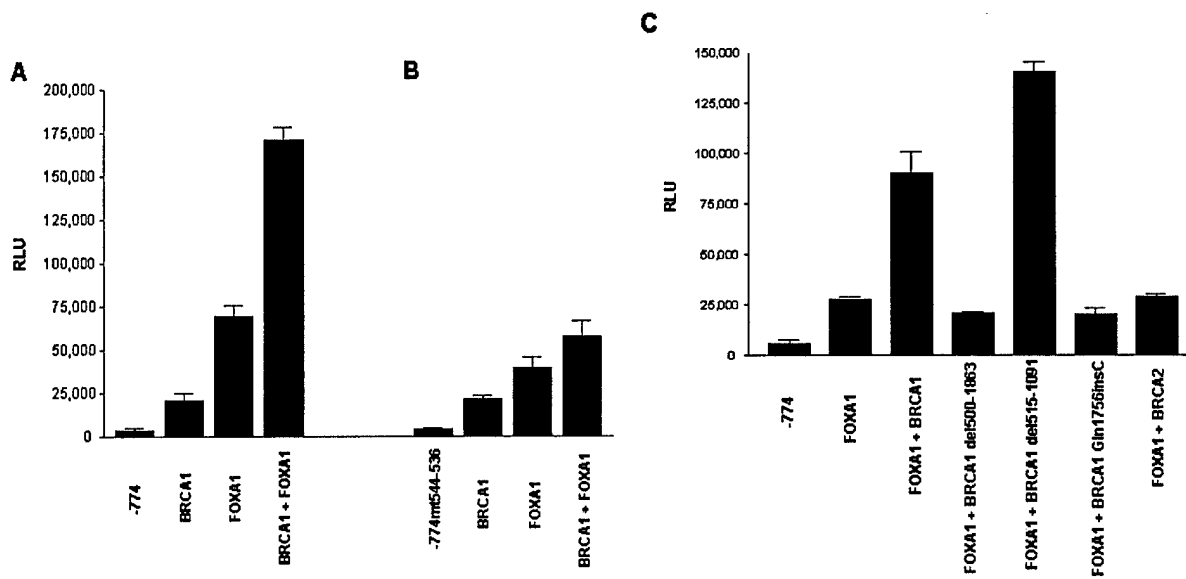 A
200,000
175,000
150,000
125,000
100,000
75,000
50,000
25,000
0
RLU
-774
BRCA1
FOXA1
BRCA1 + FOXA1
B
-774mt544-536
BRCA1
FOXA1
BRCA1 + FOXA1
C
150,000
125,000
100,000
75,000
50,000
25,000
0
RLU
-774
FOXA1
FOXA1 + BRCA1
FOXA1 + BRCA1 del500-1863
FOXA1 + BRCA1 del515-1091
FOXA1 + BRCA1 Gln1756insC
FOXA1 + BRCA2